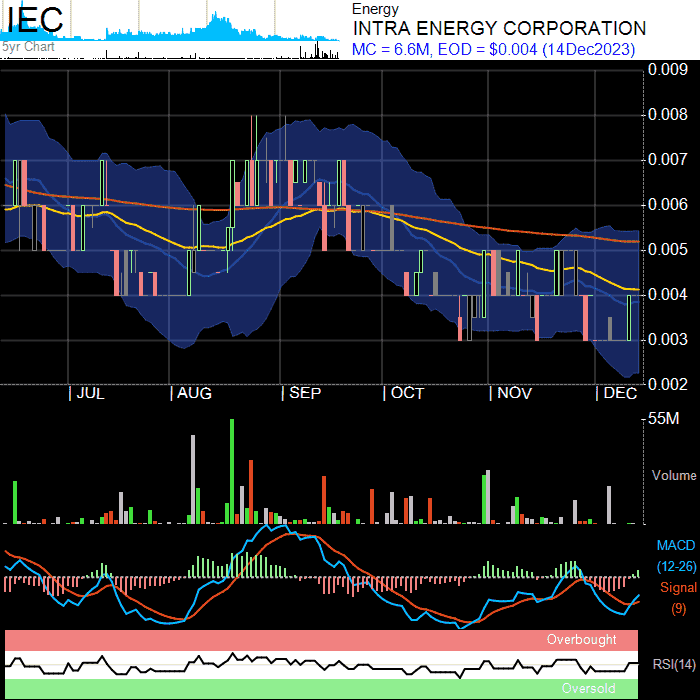 IEC
5yr Chart
Energy
INTRA ENERGY CORPORATION
MC = 6.6M, EOD = $0.004 (14Dec2023)
0.009
0.008
0.007
0.006
0.005
0.004
0.003
0.002
JUL AUG SEP OCT NOV DEC
55M
Volume
MACD
(12-26)
Signal
(9)
Overbought
RSI(14)
Oversold